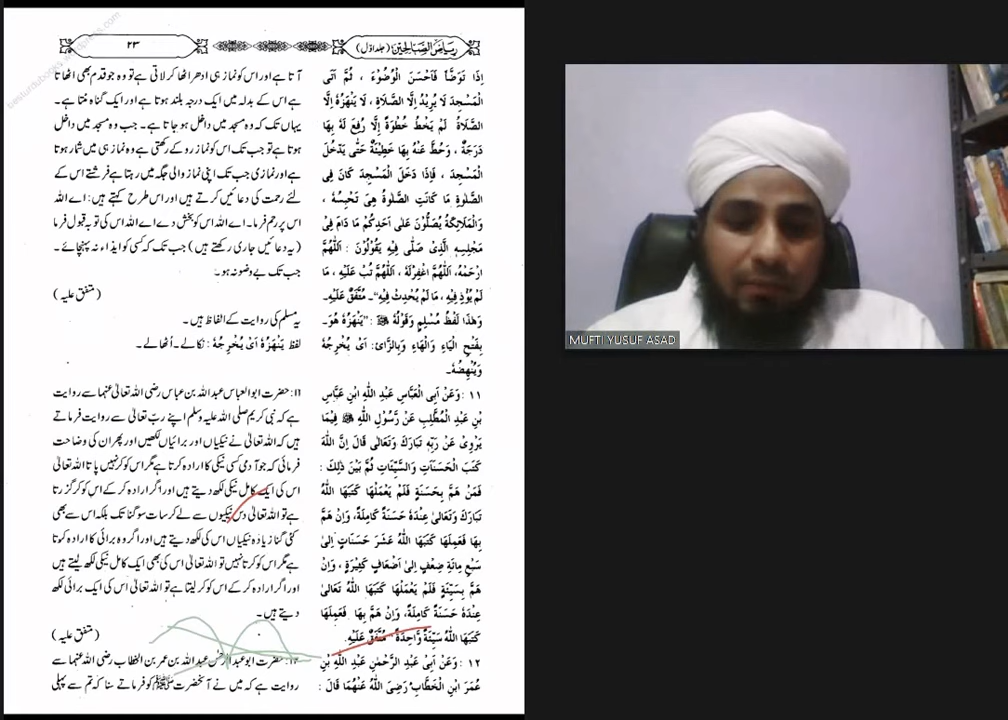 رياض الصالحين (جلد اوّل)
۲۳
إِذَا تَوَضَّأَ فَأَحْسَنَ الْوُضُوْءَ ، ثُمَّ أَتَى
الْمَسْجِدَ لَا يُرِيْدُ إِلَّا الصَّلَاةَ ، لَا يَنْهَزُهُ إِلَّا
الصَّلَاةُ لَمْ يَخْطُ خُطْوَةً إِلَّا رُفِعَ لَهُ بِهَا
دَرَجَةٌ ، وَحُطَّ عَنْهُ بِهَا خَطِيْئَةٌ حَتّٰى يَدْخُلَ
الْمَسْجِدَ ، فَإِذَا دَخَلَ الْمَسْجِدَ كَانَ فِى
الصَّلٰوةِ مَا كَانَتِ الصَّلٰوةُ هِىَ تَحْبِسُهُ ،
وَالْمَلَائِكَةُ يُصَلُّوْنَ عَلٰى أَحَدِكُمْ مَا دَامَ فِىْ
مَجْلِسِهِ الَّذِىْ صَلّٰى فِيْهِ يَقُوْلُوْنَ : اَللّٰهُمَّ
ارْحَمْهُ، اَللّٰهُمَّ اغْفِرْلَهُ ، اَللّٰهُمَّ تُبْ عَلَيْهِ ، مَا
لَمْ يُؤْذِ فِيْهِ ، مَا لَمْ يُحْدِثْ فِيْهِ"۔ مُتَّفَقٌ عَلَيْهِ۔
وَهٰذَا لَفْظُ مُسْلِمٍ وَقَوْلُهُ ﷺ : "يَنْهَزُهُ هُوَ۔
بِفَتْحِ الْيَاءِ وَالْهَاءِ وَبِالزَّائِ: اَىْ يُخْرِجُهُ
وَيُنْهِضُهُ۔
۱۱ : وَعَنْ اَبِى الْعَبَّاسِ عَبْدِ اللّٰهِ ابْنِ عَبَّاسِ
بْنِ عَبْدِ الْمُطَّلِبِ عَنْ رَّسُوْلِ اللّٰهِ ﷺ فِيْمَا
يَرْوِىْ عَنْ رَبِّهِ تَبَارَكَ وَتَعَالٰى قَالَ اِنَّ اللّٰهَ
كَتَبَ الْحَسَنَاتِ وَالسَّيِّئَاتِ ثُمَّ بَيَّنَ ذٰلِكَ :
فَمَنْ هَمَّ بِحَسَنَةٍ فَلَمْ يَعْمَلْهَا كَتَبَهَا اللّٰهُ
تَبَارَكَ وَتَعَالٰى عِنْدَهُ حَسَنَةً كَامِلَةً، وَاِنْ هَمَّ
بِهَا فَعَمِلَهَا كَتَبَهَا اللّٰهُ عَشَرَ حَسَنَاتٍ اِلٰى
سَبْعِ مِائَةِ ضِعْفٍ اِلٰى اَضْعَافٍ كَثِيْرَةٍ ، وَاِنْ
هَمَّ بِسَيِّئَةٍ فَلَمْ يَعْمَلْهَا كَتَبَهَا اللّٰهُ تَعَالٰى
عِنْدَهُ حَسَنَةً كَامِلَةً، وَاِنْ هَمَّ بِهَا فَعَمِلَهَا
كَتَبَهَا اللّٰهُ سَيِّئَةً وَّاحِدَةً" مُتَّفَقٌ عَلَيْهِ۔
۱۲ : وَعَنْ اَبِىْ عَبْدِ الرَّحْمٰنِ عَبْدِ اللّٰهِ بْنِ
عُمَرَ ابْنِ الْخَطَّابِ رَضِىَ اللّٰهُ عَنْهُمَا قَالَ :
آتا ہے اور اس کو نماز ہی ادھر اٹھا کر لاتی ہے تو وہ جو قدم بھی اٹھاتا
ہے اس کے بدلہ میں ایک درجہ بلند ہوتا ہے اور ایک گناہ مٹتا ہے۔
یہاں تک کہ وہ مسجد میں داخل ہو جاتا ہے۔ جب وہ مسجد میں داخل
ہوتا ہے تو جب تک اس کو نماز روکے رکھتی ہے وہ نماز ہی میں شمار ہوتا
ہے اور نمازی جب تک اپنی نماز والی جگہ میں رہتا ہے فرشتے اس کے
لئے رحمت کی دعائیں کرتے ہیں اور اس طرح کہتے ہیں: اے اللہ
اس پر رحم فرما۔ اے اللہ اس کو بخش دے اے اللہ اس کی توبہ قبول فرما
(یہ دعائیں جاری رکھتے ہیں) جب تک کہ کسی کو ایذاء نہ پہنچائے۔
جب تک بے وضو نہ ہو۔
(متفق علیہ)
یہ مسلم کی روایت کے الفاظ ہیں۔
لفظ يَنْهَزُهُ اَىْ يُخْرِجُهُ : نکالے۔ اُٹھالے۔
۱۱: حضرت ابوالعباس عبداللہ بن عباس رضی اللہ تعالیٰ عنہما سے روایت
ہے کہ نبی کریم صلی اللہ علیہ وسلم اپنے ربّ تعالیٰ سے روایت فرماتے
ہیں کہ اللہ تعالیٰ نے نیکیاں اور برائیاں لکھیں اور پھر ان کی وضاحت
فرمائی کہ جو آدمی کسی نیکی کا ارادہ کرتا ہے مگر اس کو کر نہیں پاتا اللہ تعالیٰ
اس کی ایک کامل نیکی لکھ دیتے ہیں اور اگر ارادہ کر کے اس کو کر گزرتا
ہے تو اللہ تعالیٰ دس نیکیوں سے لے کر سات سو گنا تک بلکہ اس سے بھی
کئی گنا زیادہ نیکیاں اس کی لکھ دیتے ہیں اور اگر وہ برائی کا ارادہ کرتا
ہے مگر اس کو کرتا نہیں تو اللہ تعالیٰ اس کی بھی ایک کامل نیکی لکھ لیتے ہیں
اور اگر ارادہ کر کے اس کو کر لیتا ہے تو اللہ تعالیٰ اس کی ایک برائی لکھ
دیتے ہیں۔
(متفق علیہ)
۱۲: حضرت ابوعبدالرحمٰن عبداللہ بن عمر بن الخطاب رضی اللہ عنہما سے
روایت ہے کہ میں نے آنحضرت ﷺ کو فرماتے سنا کہ تم سے پہلی
MUFTI YUSUF ASAD